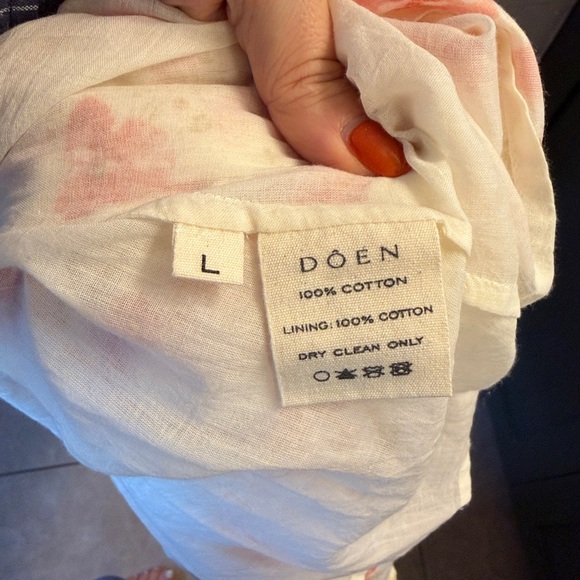 L
DÔEN
100% COTTON
LINING: 100% COTTON
DRY CLEAN ONLY